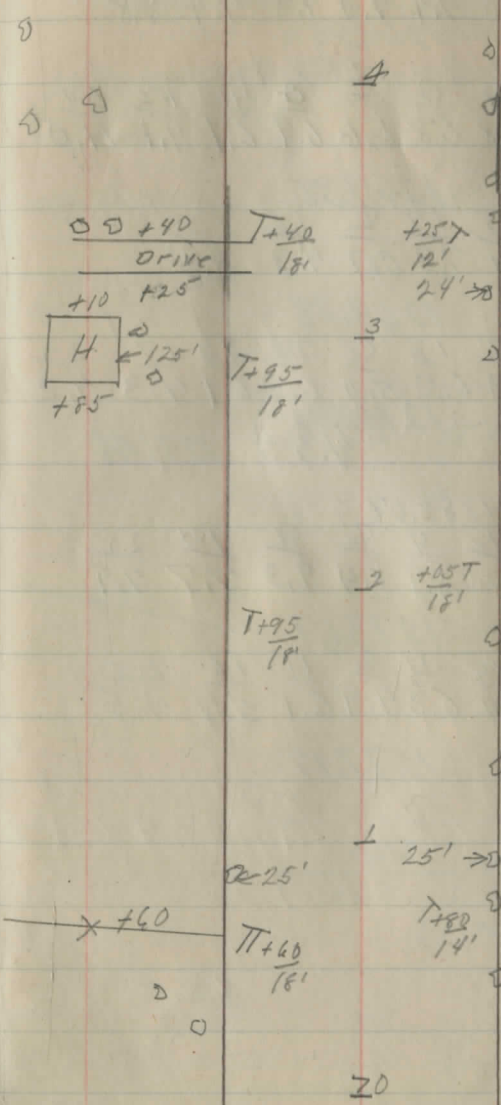 4
+40 T+40/18' +25T/12'
Drive
+25 24' →
+10
3
H ← 125'
T+95/18'
+85
2 +05T/18'
T+95/18'
1
25' →
← 25'
+60 T+80/14'
TT+60/18'
0